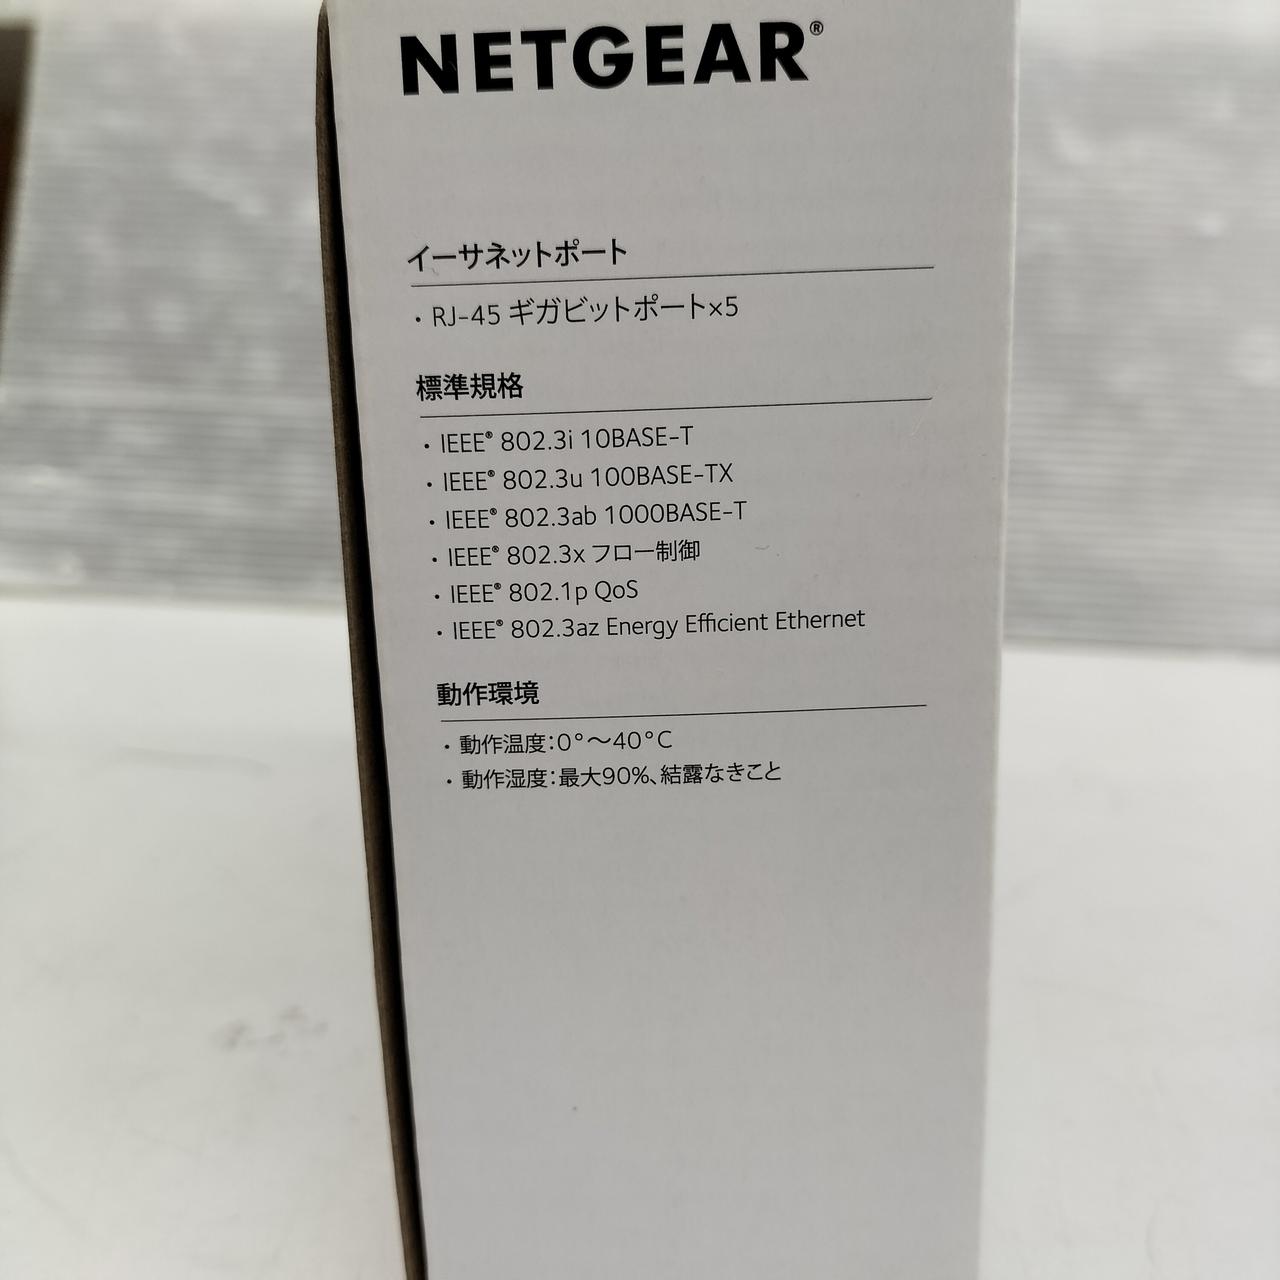 NETGEAR®
イーサネットポート
・RJ-45 ギガビットポート×5
標準規格
・IEEE® 802.3i 10BASE-T
・IEEE® 802.3u 100BASE-TX
・IEEE® 802.3ab 1000BASE-T
・IEEE® 802.3x フロー制御
・IEEE® 802.1p QoS
・IEEE® 802.3az Energy Efficient Ethernet
動作環境
・動作温度：0°～40°C
・動作湿度：最大90%、結露なきこと